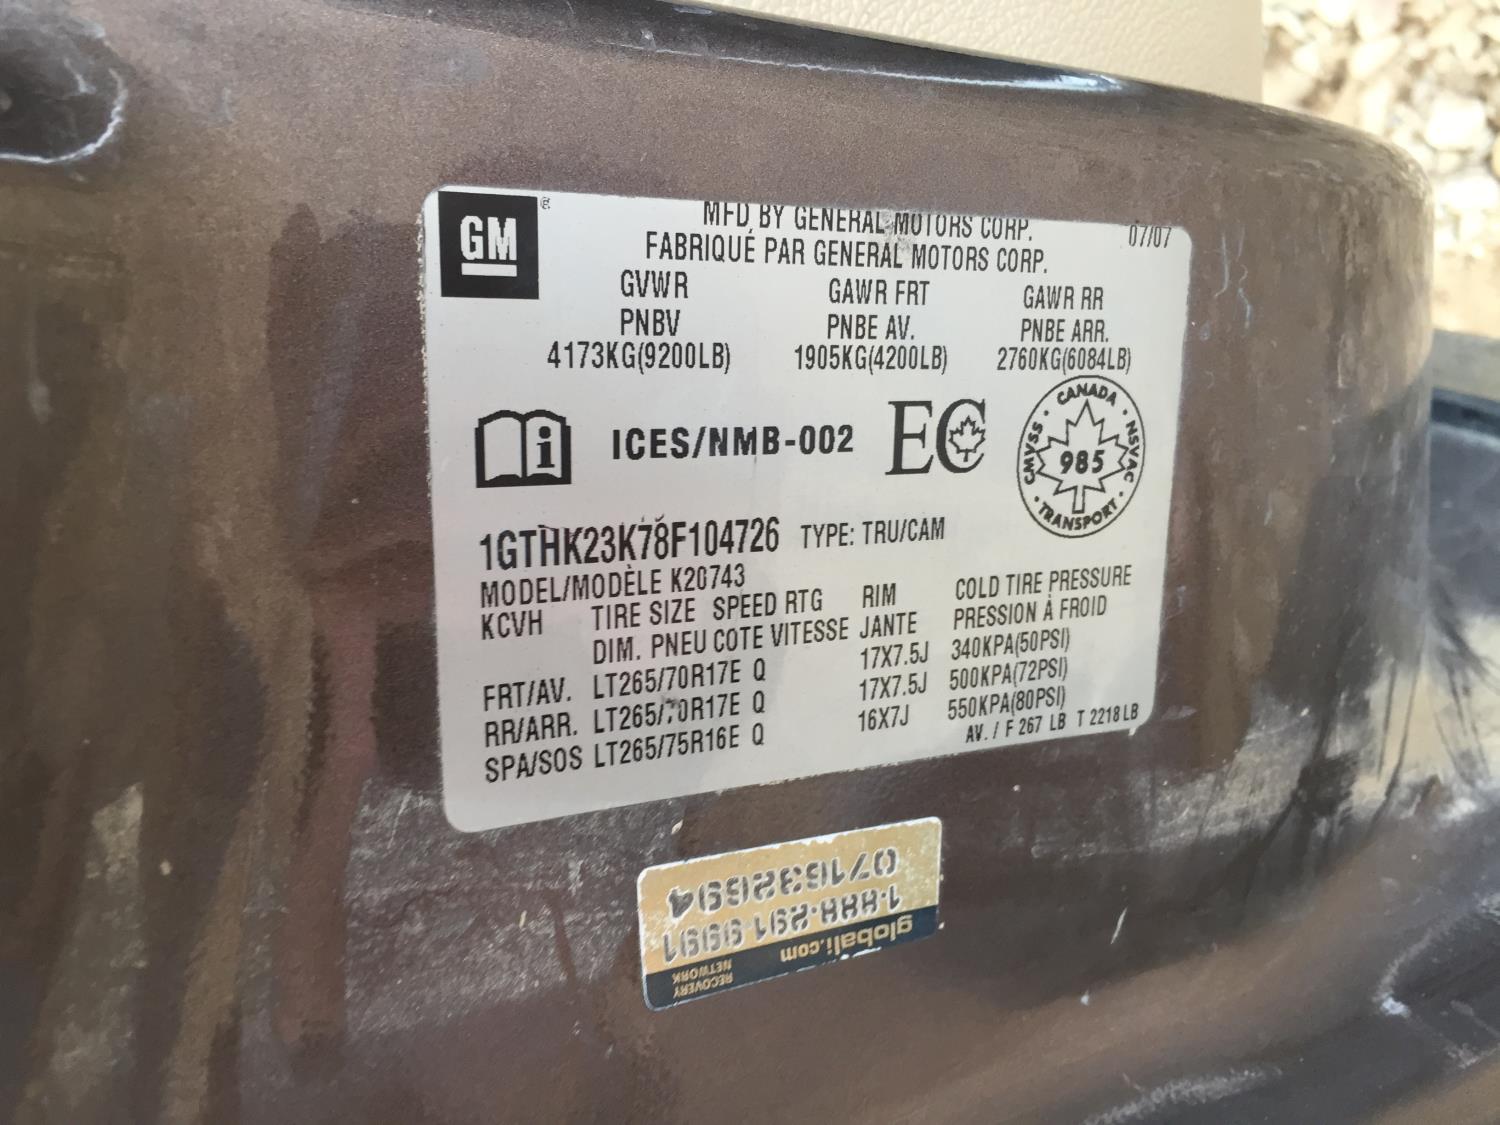 GM
MFD BY GENERAL MOTORS CORP. 07/07
FABRIQUÉ PAR GENERAL MOTORS CORP.
GVWR GAWR FRT GAWR RR
PNBV PNBE AV. PNBE ARR.
4173KG(9200LB) 1905KG(4200LB) 2760KG(6084LB)
ICES/NMB-002 EC
CANADA
CMVSS 985 NSVAC
TRANSPORT
1GTHK23K78F104726 TYPE: TRU/CAM
MODEL/MODÈLE K20743
KCVH TIRE SIZE SPEED RTG RIM COLD TIRE PRESSURE
DIM. PNEU COTE VITESSE JANTE PRESSION À FROID
FRT/AV. LT265/70R17E Q 17X7.5J 340KPA(50PSI)
RR/ARR. LT265/70R17E Q 17X7.5J 500KPA(72PSI)
SPA/SOS LT265/75R16E Q 16X7J 550KPA(80PSI)
AV. / F 267 LB T 2218 LB
globali.com RECOVERY NETWORK
1-888-291-9991
071632694